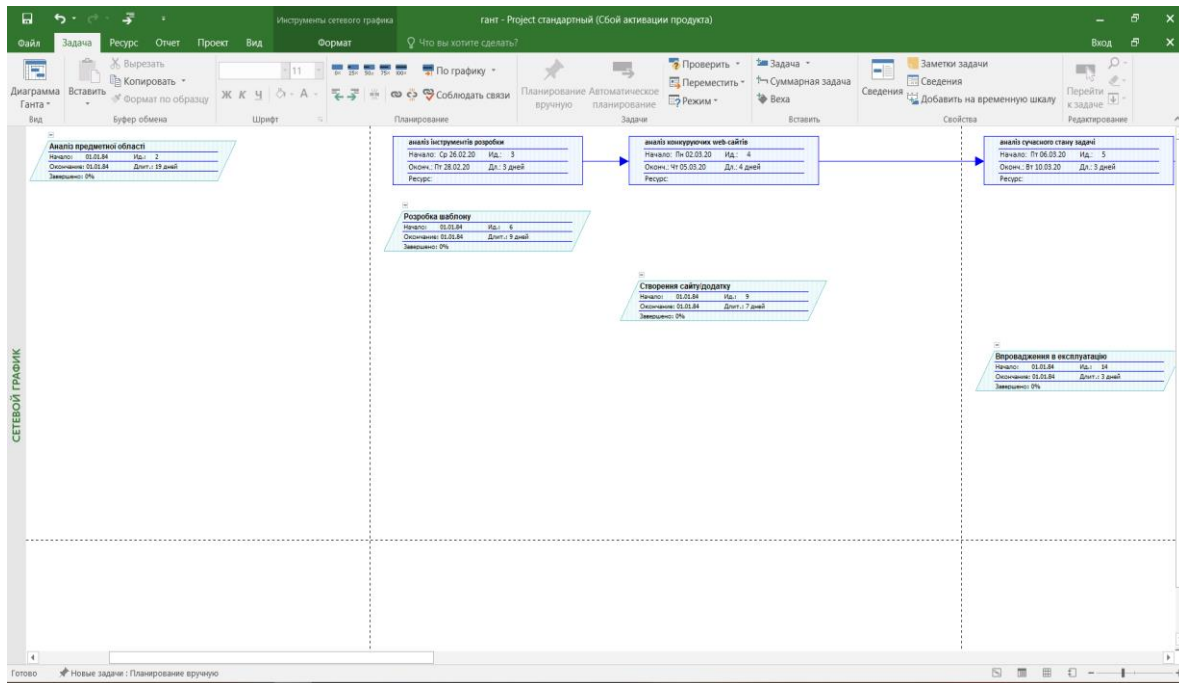 Инструменты сетевого графика
гант - Project стандартный (Сбой активации продукта)
Файл Задача Ресурс Отчет Проект Вид Формат Что вы хотите сделать? Вход
Диаграмма Ганта
Вид
Вставить
Вырезать
Копировать
Формат по образцу
Буфер обмена
11
Ж К Ч
Шрифт
0× 25× 50× 75× 100×
По графику
Соблюдать связи
Планирование
Планирование вручную
Автоматическое планирование
Проверить
Переместить
Режим
Задачи
Задача
Суммарная задача
Веха
Вставить
Сведения
Заметки задачи
Сведения
Добавить на временную шкалу
Свойства
Перейти к задаче
Редактирование
СЕТЕВОЙ ГРАФИК
Аналіз предметної області
Начало: 01.01.84 Ид.: 2
Окончание: 01.01.84 Длит.: 19 дней
Завершено: 0%
аналіз інструментів розробки
Начало: Ср 26.02.20 Ид.: 3
Оконч.: Пт 28.02.20 Дл.: 3 дней
Ресурс:
аналіз конкуруючих web-сайтів
Начало: Пн 02.03.20 Ид.: 4
Оконч.: Чт 05.03.20 Дл.: 4 дней
Ресурс:
аналіз сучасного стану задачі
Начало: Пт 06.03.20 Ид.: 5
Оконч.: Вт 10.03.20 Дл.: 3 дней
Ресурс:
Розробка шаблону
Начало: 01.01.84 Ид.: 6
Окончание: 01.01.84 Длит.: 9 дней
Завершено: 0%
Створення сайту/додатку
Начало: 01.01.84 Ид.: 9
Окончание: 01.01.84 Длит.: 7 дней
Завершено: 0%
Впровадження в експлуатацію
Начало: 01.01.84 Ид.: 14
Окончание: 01.01.84 Длит.: 3 дней
Завершено: 0%
Готово Новые задачи : Планирование вручную